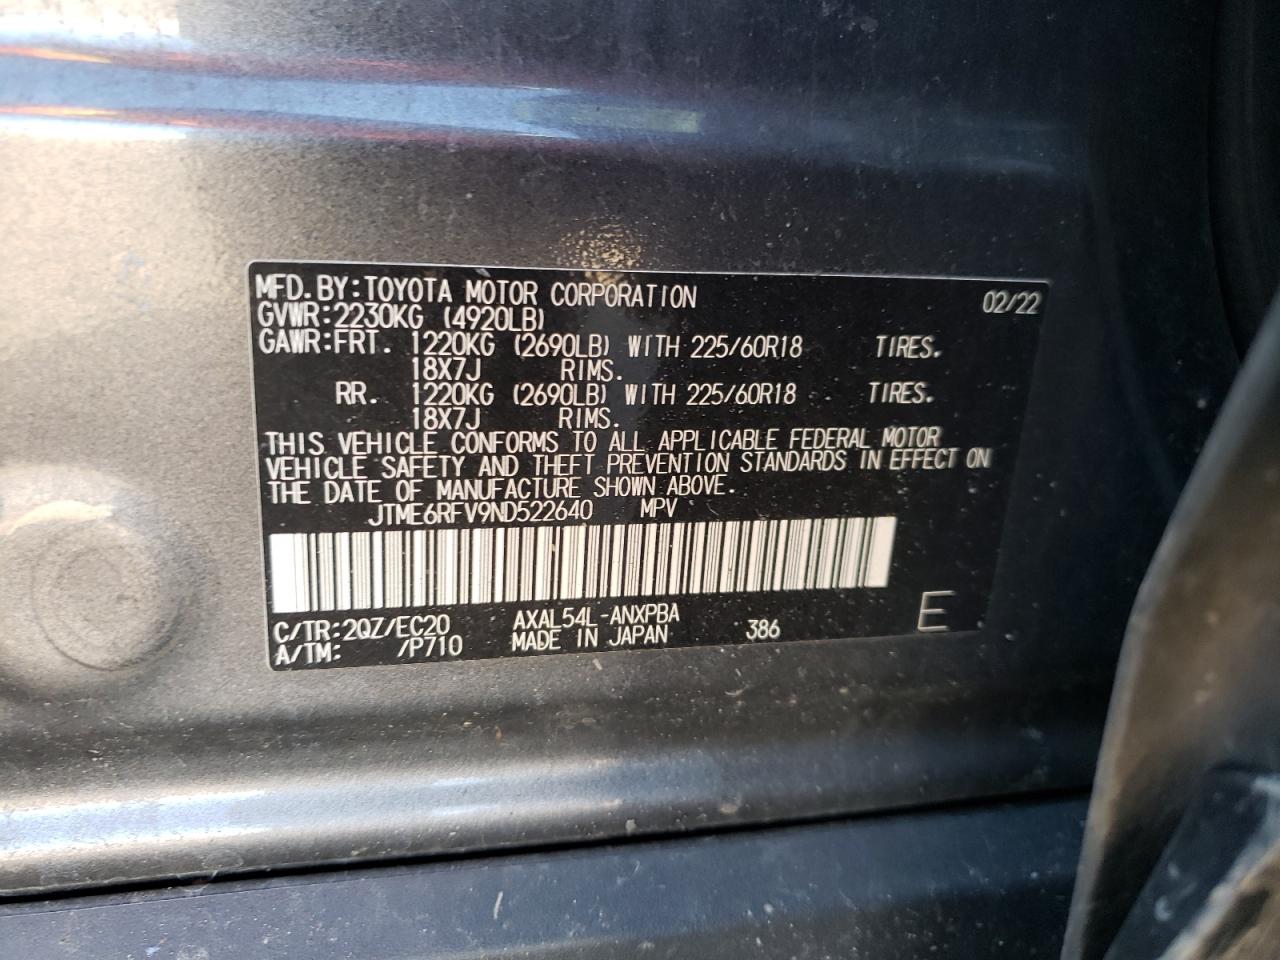 MFD. BY: TOYOTA MOTOR CORPORATION 02/22
GVWR: 2230KG (4920LB)
GAWR: FRT. 1220KG (2690LB) WITH 225/60R18 TIRES.
18X7J RIMS.
RR. 1220KG (2690LB) WITH 225/60R18 TIRES.
18X7J RIMS.
THIS VEHICLE CONFORMS TO ALL APPLICABLE FEDERAL MOTOR
VEHICLE SAFETY AND THEFT PREVENTION STANDARDS IN EFFECT ON
THE DATE OF MANUFACTURE SHOWN ABOVE.
JTME6RFV9ND522640 MPV
C/TR: 2QZ/EC20 AXAL54L-ANXPBA
A/TM: /P710 MADE IN JAPAN 386 E